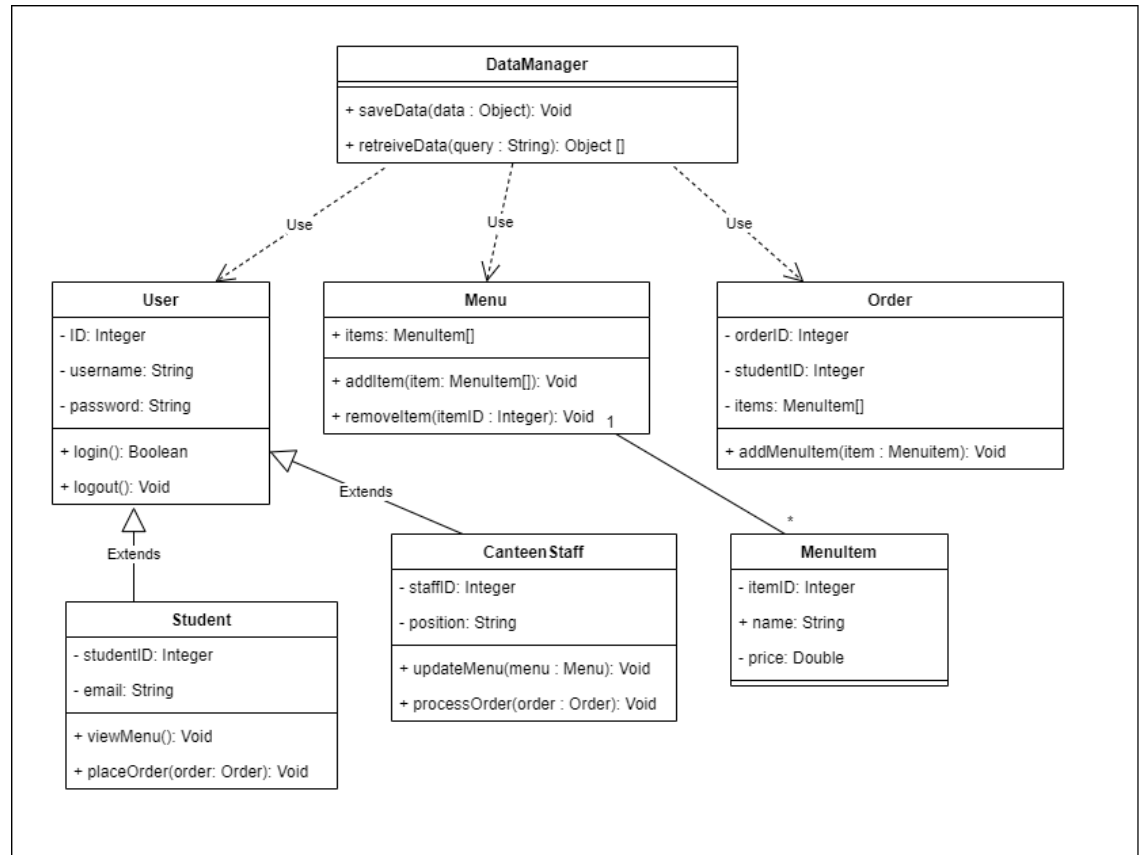 DataManager
+ saveData(data : Object): Void
+ retreiveData(query : String): Object []
Use
Use
Use
User
- ID: Integer
- username: String
- password: String
+ login(): Boolean
+ logout(): Void
Menu
+ items: MenuItem[]
+ addItem(item: MenuItem[]): Void
+ removeItem(itemID : Integer): Void
1
*
Order
- orderID: Integer
- studentID: Integer
- items: MenuItem[]
+ addMenuItem(item : Menuitem): Void
Extends
Extends
Student
- studentID: Integer
- email: String
+ viewMenu(): Void
+ placeOrder(order: Order): Void
CanteenStaff
- staffID: Integer
- position: String
+ updateMenu(menu : Menu): Void
+ processOrder(order : Order): Void
MenuItem
- itemID: Integer
+ name: String
- price: Double